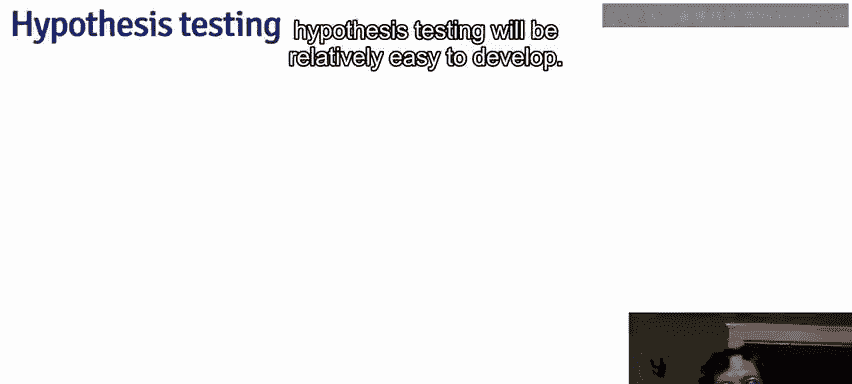 Hypothesis testing
hypothesis testing will be
relatively easy to develop.